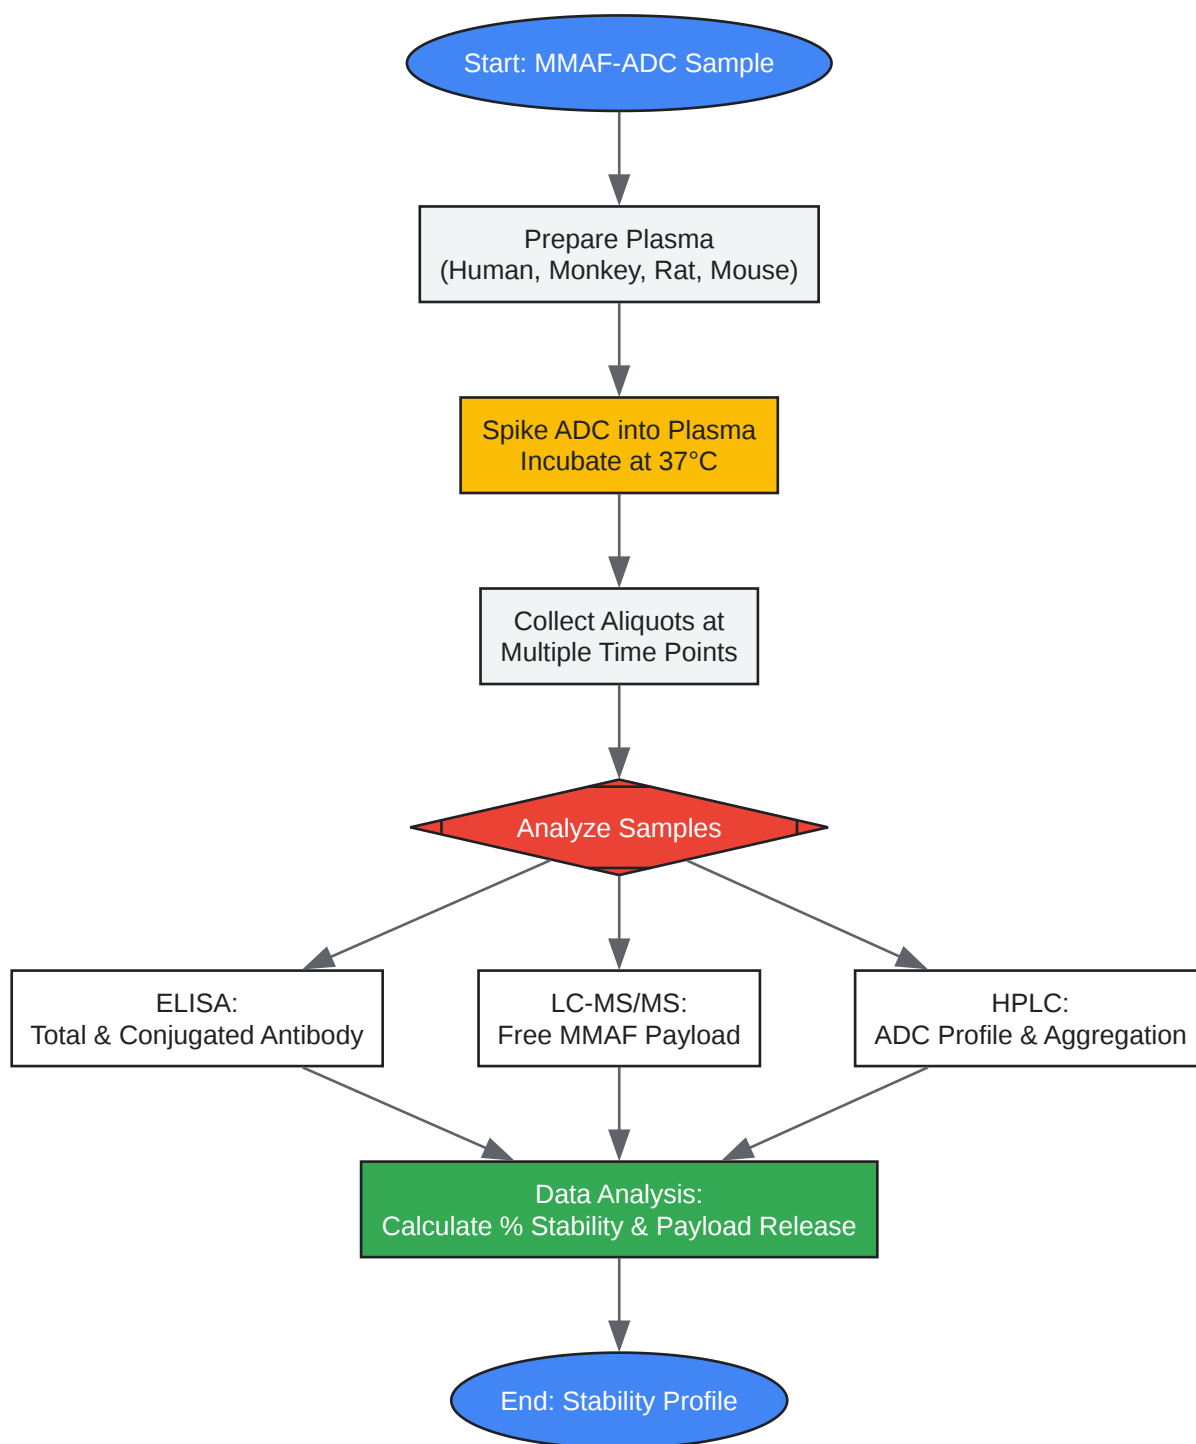 Start: MMAF-ADC Sample
Prepare Plasma
(Human, Monkey, Rat, Mouse)
Spike ADC into Plasma
Incubate at 37°C
Collect Aliquots at
Multiple Time Points
Analyze Samples
ELISA:
Total & Conjugated Antibody
LC-MS/MS:
Free MMAF Payload
HPLC:
ADC Profile & Aggregation
Data Analysis:
Calculate % Stability & Payload Release
End: Stability Profile